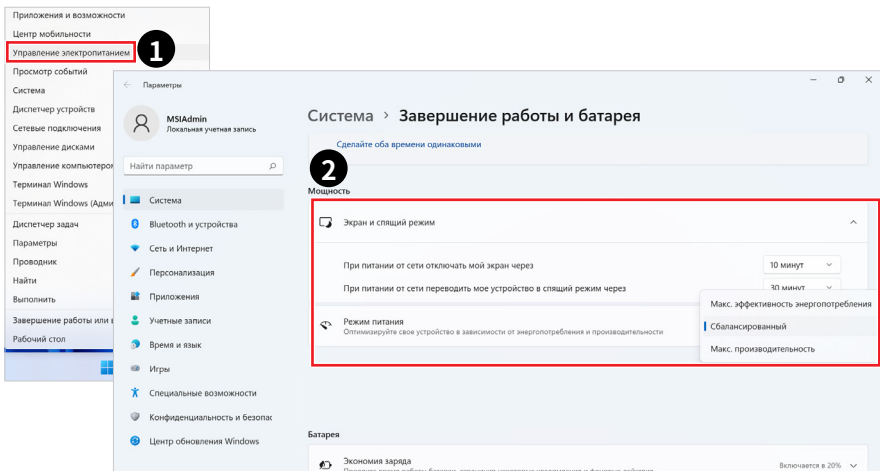 Приложения и возможности
Центр мобильности
Управление электропитанием
1
Просмотр событий
Система
Диспетчер устройств
Сетевые подключения
Управление дисками
Управление компьютером
Терминал Windows
Терминал Windows (Адми
Диспетчер задач
Параметры
Проводник
Найти
Выполнить
Завершение работы или в
Рабочий стол
Параметры
MSIAdmin
Локальная учетная запись
Найти параметр
Система
Bluetooth и устройства
Сеть и Интернет
Персонализация
Приложения
Учетные записи
Время и язык
Игры
Специальные возможности
Конфиденциальность и безопас
Центр обновления Windows
Система > Завершение работы и батарея
Сделайте оба времени одинаковыми
2
Мощность
Экран и спящий режим
При питании от сети отключать мой экран через 10 минут
При питании от сети переводить мое устройство в спящий режим через 30 минут
Режим питания
Оптимизируйте свое устройство в зависимости от энергопотребления и производительности
Макс. эффективность энергопотребления
Сбалансированный
Макс. производительность
Батарея
Экономия заряда
Включается в 20%